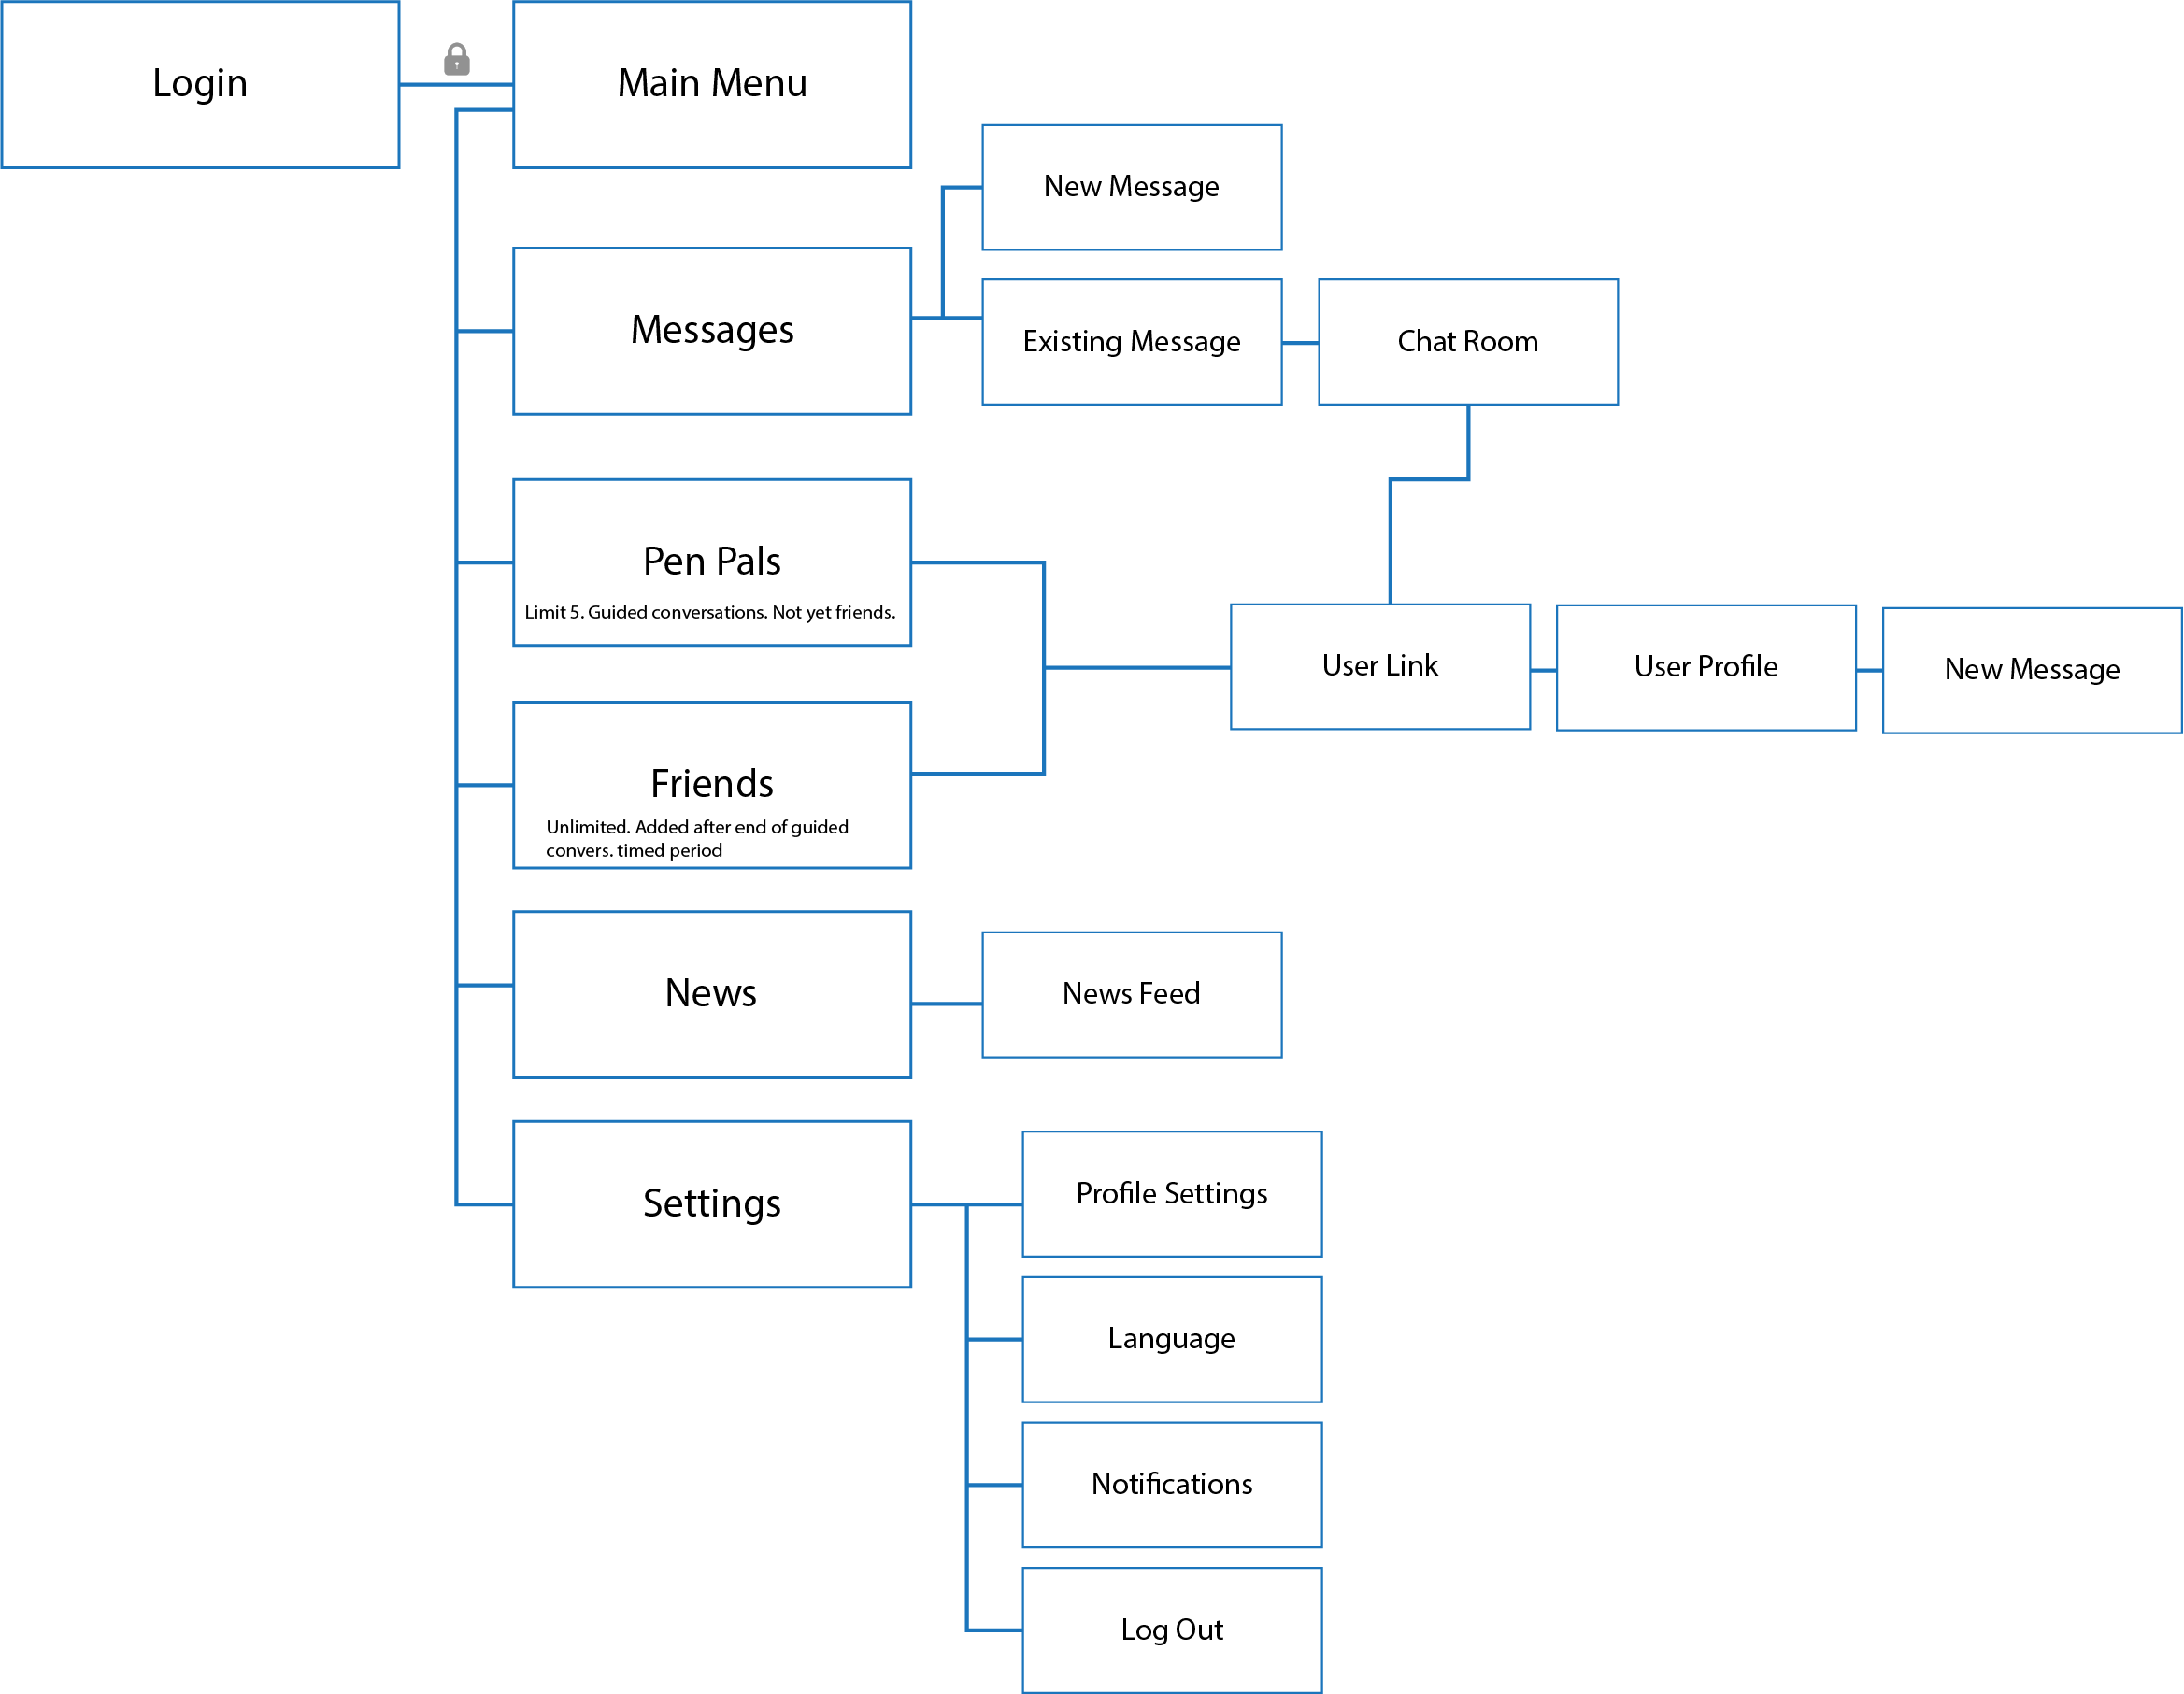 Login
Main Menu
New Message
Messages
Existing Message
Chat Room
Pen Pals
Limit 5. Guided conversations. Not yet friends.
User Link
User Profile
New Message
Friends
Unlimited. Added after end of guided
convers. timed period
News
News Feed
Settings
Profile Settings
Language
Notifications
Log Out